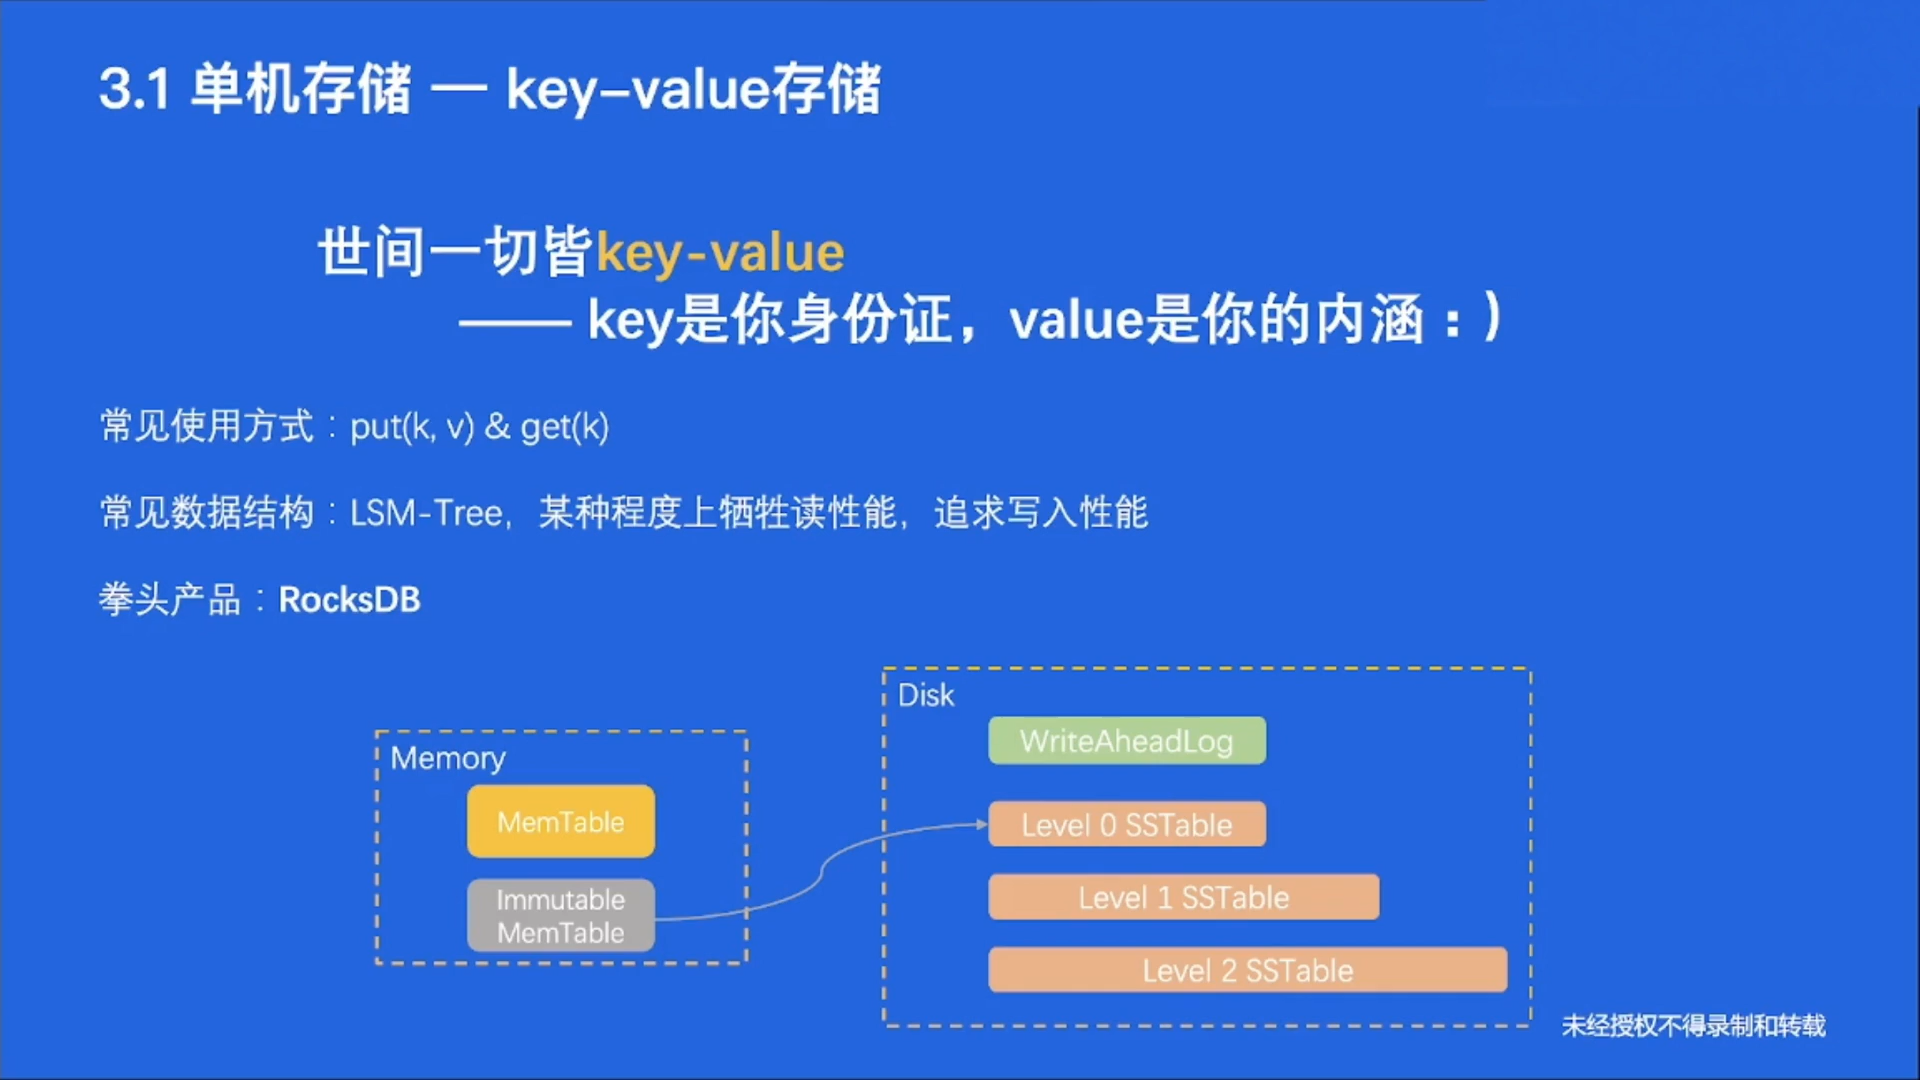 3.1 单机存储 — key-value存储
世间一切皆key-value
—— key是你身份证，value是你的内涵：）
常见使用方式：put(k, v) & get(k)
常见数据结构：LSM-Tree，某种程度上牺牲读性能，追求写入性能
拳头产品：RocksDB
Memory
MemTable
Immutable
MemTable
Disk
WriteAheadLog
Level 0 SSTable
Level 1 SSTable
Level 2 SSTable
未经授权不得录制和转载